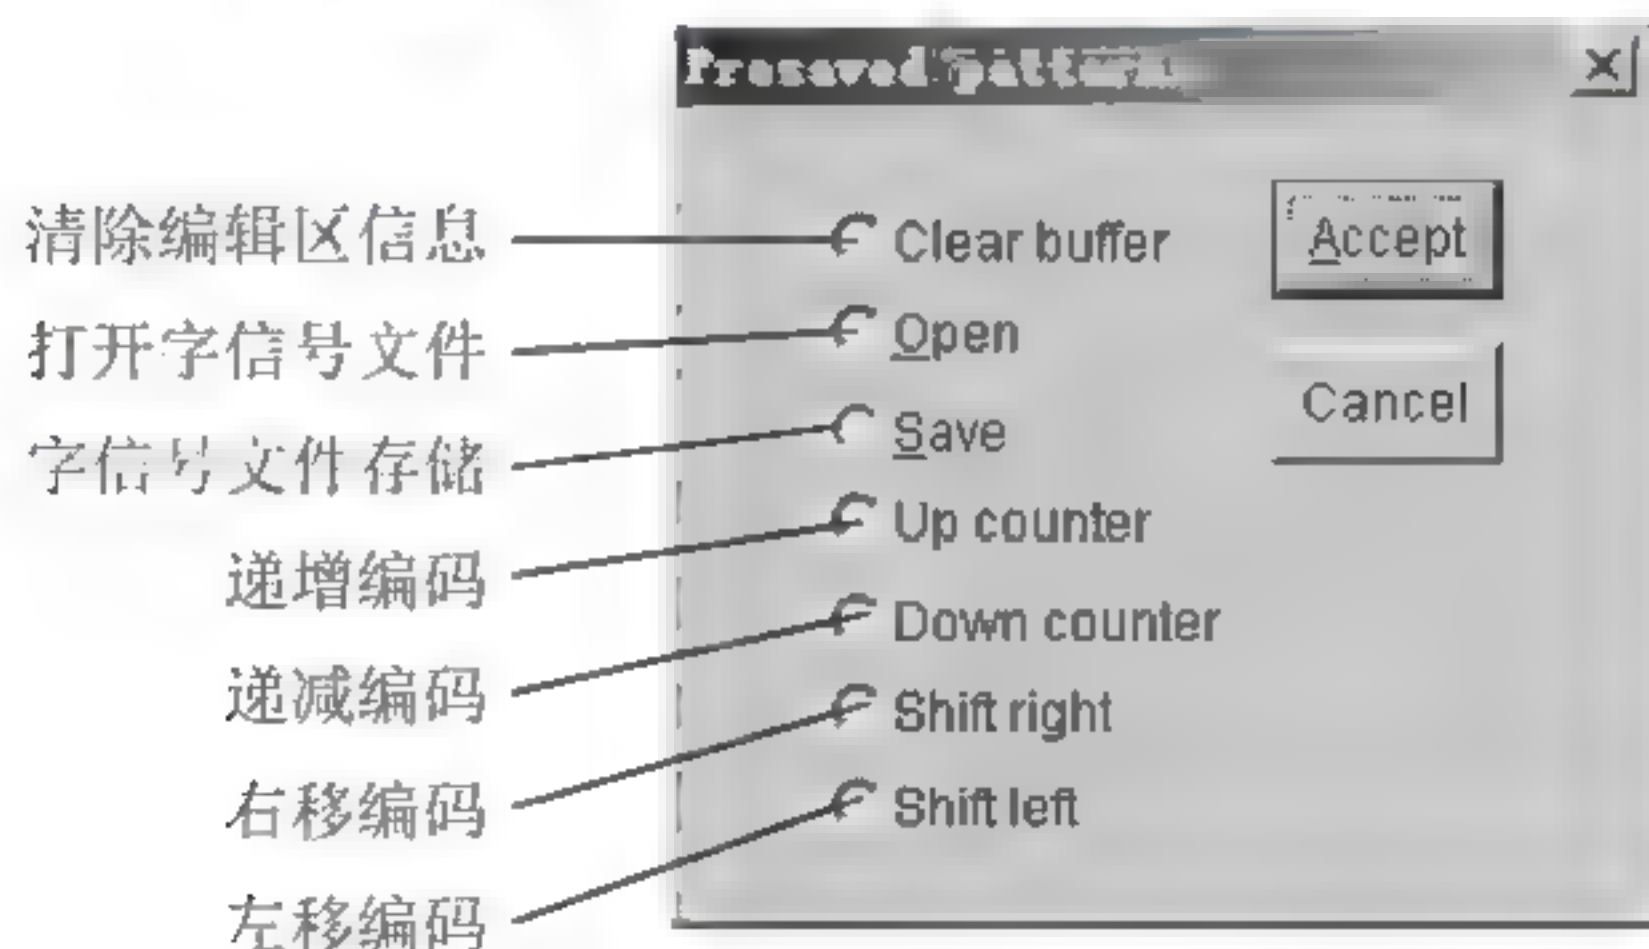 清除编辑区信息 Clear buffer Accept
打开字信号文件 Open
字信号文件存储 Save Cancel
递增编码 Up counter
递减编码 Down counter
右移编码 Shift right
左移编码 Shift left